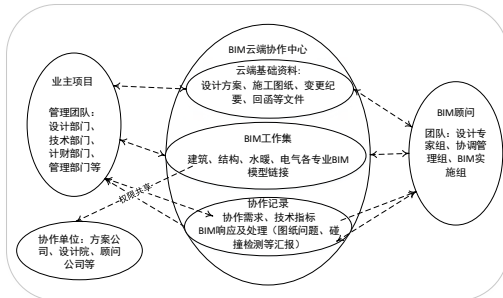 BIM云端协作中心
云端基础资料:
设计方案、施工图纸、变更纪
要、回函等文件
业主项目
管理团队:
设计部门、
技术部门、
计财部门、
管理部门等
BIM工作集
建筑、结构、水暖、电气各专业BIM
模型链接
BIM顾问
团队：设计专
家组、协调管
理组、BIM实
施组
权限共享
协作记录
协作需求、技术指标
BIM响应及处理（图纸问题、碰
撞检测等汇报）
协作单位：方案公
司、设计院、顾问
公司等